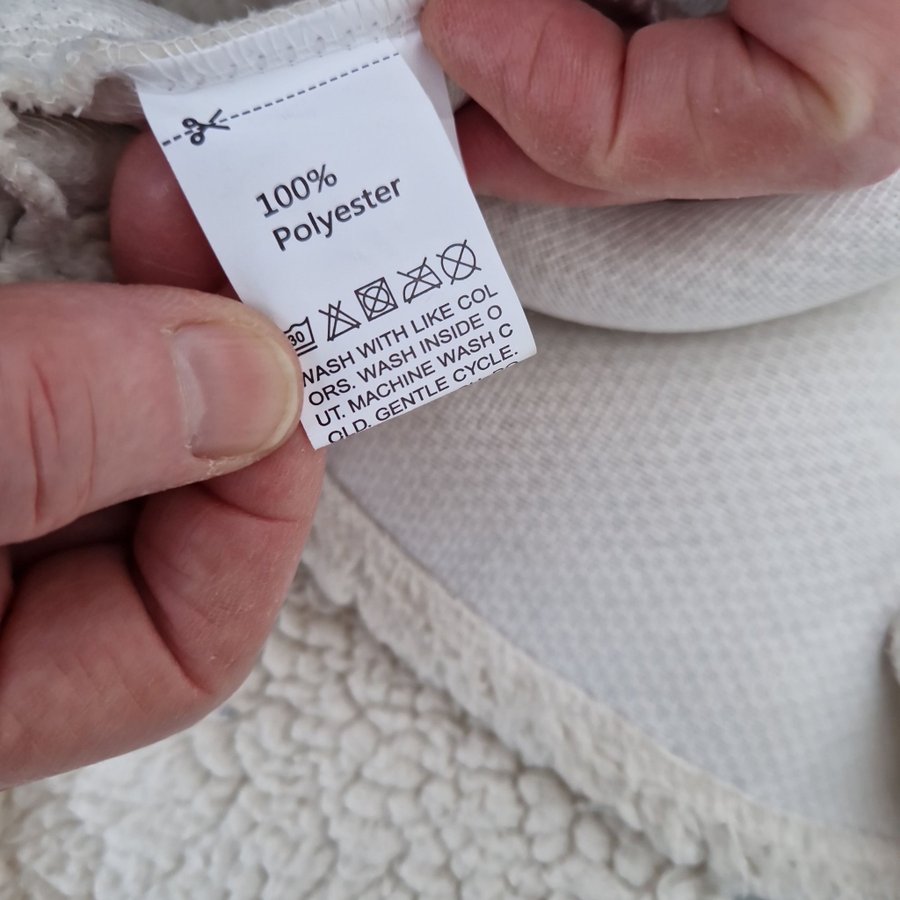 100%
Polyester
30
WASH WITH LIKE COL
ORS. WASH INSIDE O
UT. MACHINE WASH C
OLD. GENTLE CYCLE.